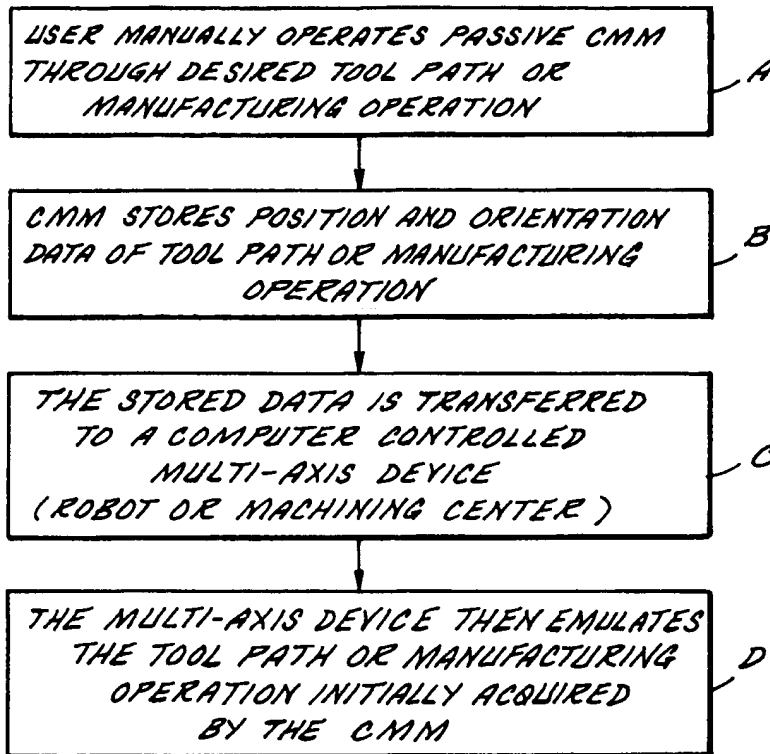 USER MANUALLY OPERATES PASSIVE CMM
THROUGH DESIRED TOOL PATH OR
MANUFACTURING OPERATION
A
CMM STORES POSITION AND ORIENTATION
DATA OF TOOL PATH OR MANUFACTURING
OPERATION
B
THE STORED DATA IS TRANSFERRED
TO A COMPUTER CONTROLLED
MULTI-AXIS DEVICE
(ROBOT OR MACHINING CENTER)
C
THE MULTI-AXIS DEVICE THEN EMULATES
THE TOOL PATH OR MANUFACTURING
OPERATION INITIALLY ACQUIRED
BY THE CMM
D